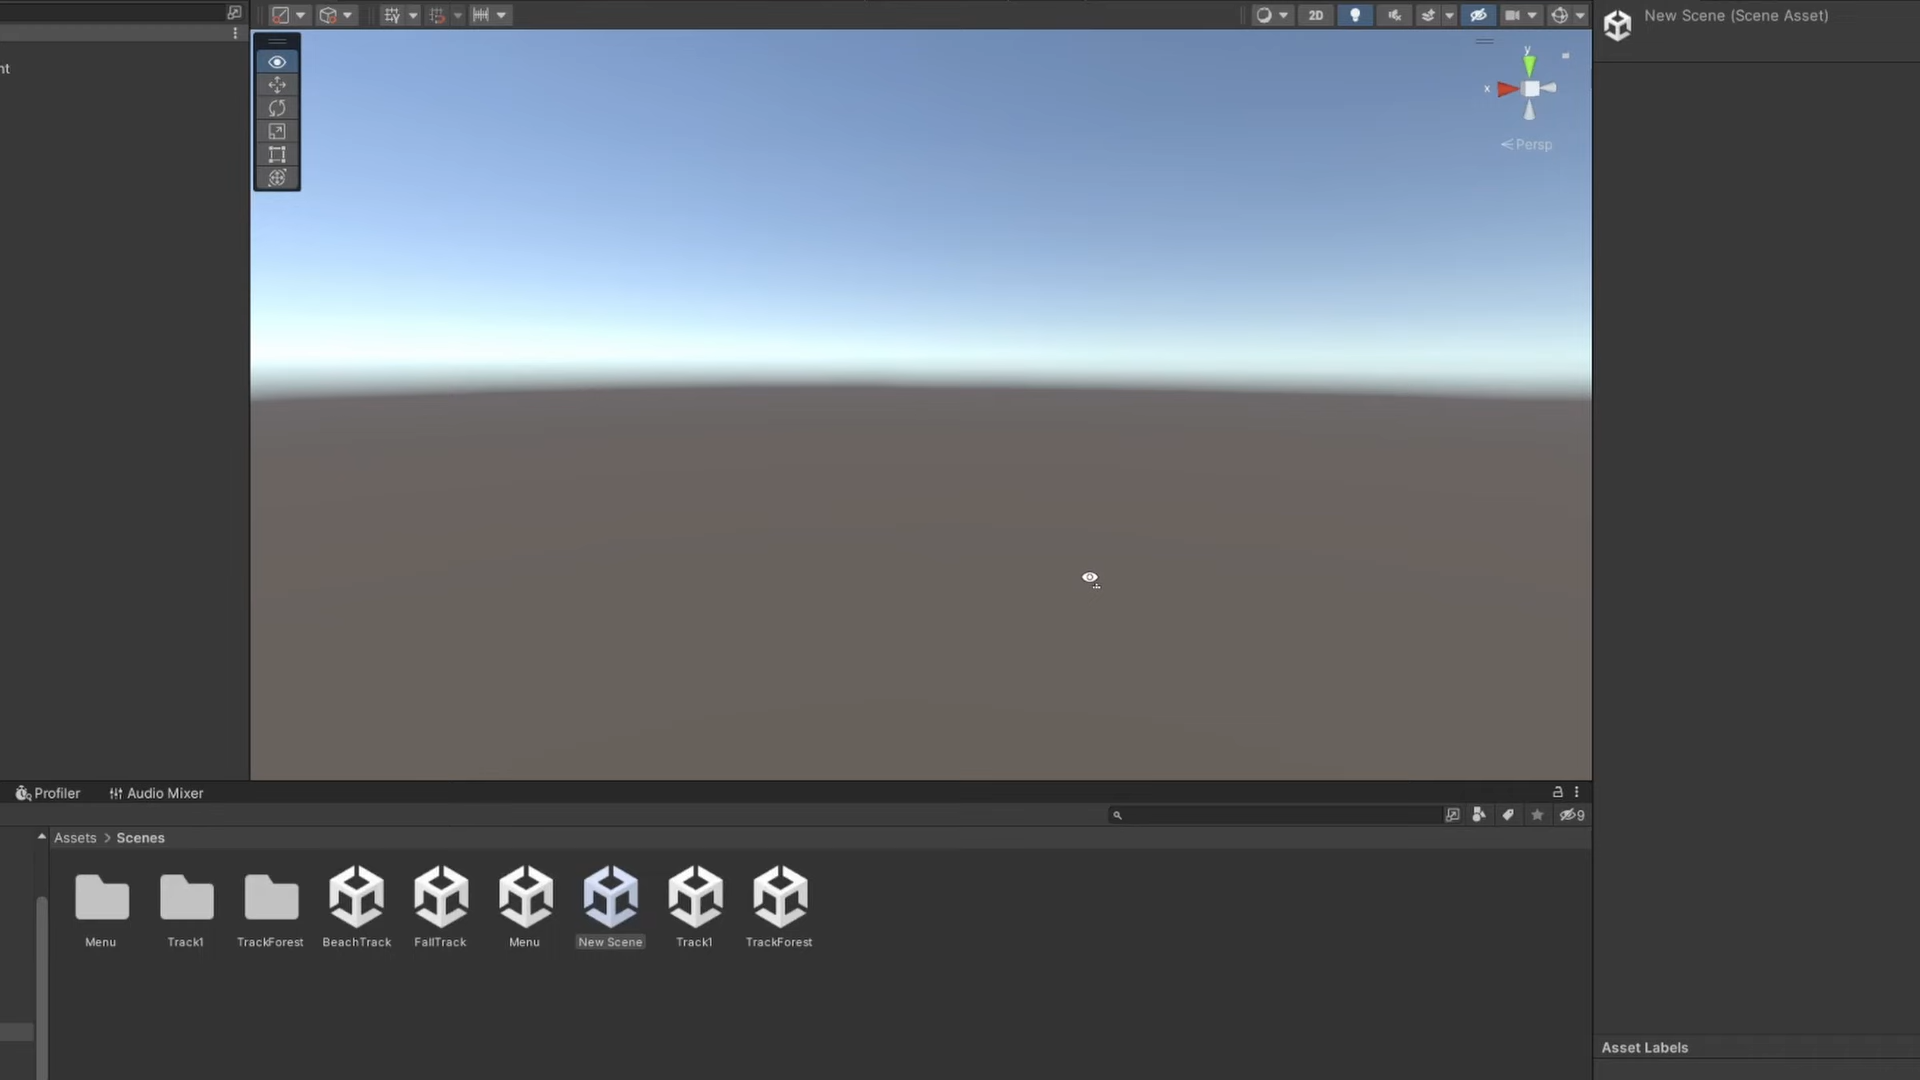 2D
New Scene (Scene Asset)
nt
y
x
Persp
Profiler
Audio Mixer
9
Assets > Scenes
Menu
Track1
TrackForest
BeachTrack
FallTrack
Menu
New Scene
Track1
TrackForest
Asset Labels